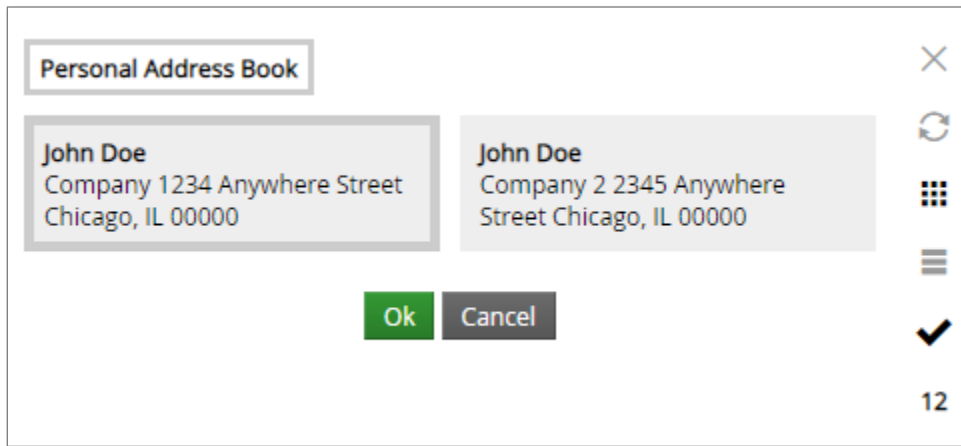 Personal Address Book
John Doe
Company 1234 Anywhere Street
Chicago, IL 00000
John Doe
Company 2 2345 Anywhere
Street Chicago, IL 00000
Ok
Cancel
12